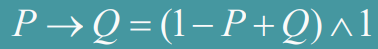 P → Q = (1 − P + Q) ∧ 1